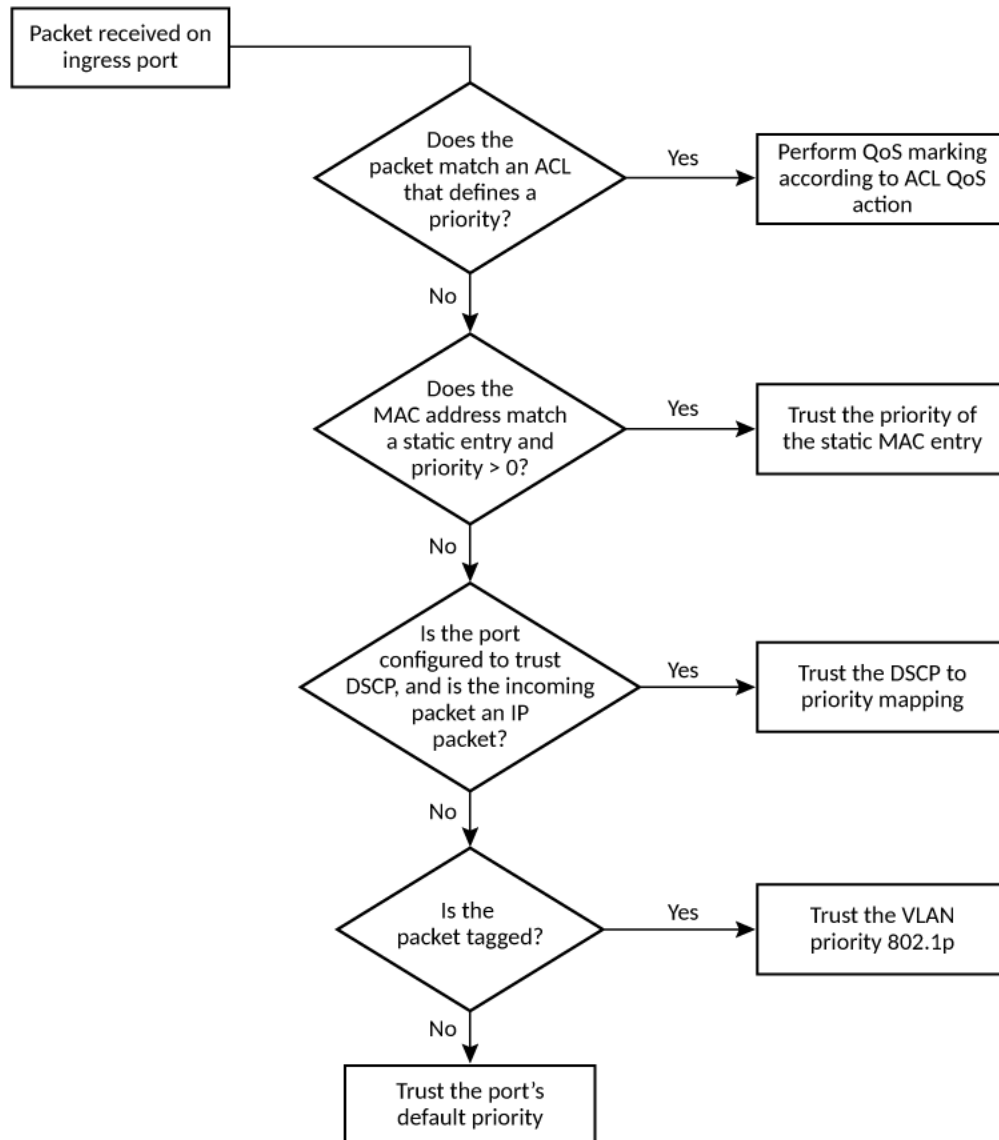 Packet received on
ingress port
Does the
packet match an ACL
that defines a
priority?
Yes
Perform QoS marking
according to ACL QoS
action
No
Does the
MAC address match
a static entry and
priority > 0?
Yes
Trust the priority of
the static MAC entry
No
Is the port
configured to trust
DSCP, and is the incoming
packet an IP
packet?
Yes
Trust the DSCP to
priority mapping
No
Is the
packet tagged?
Yes
Trust the VLAN
priority 802.1p
No
Trust the port’s
default priority